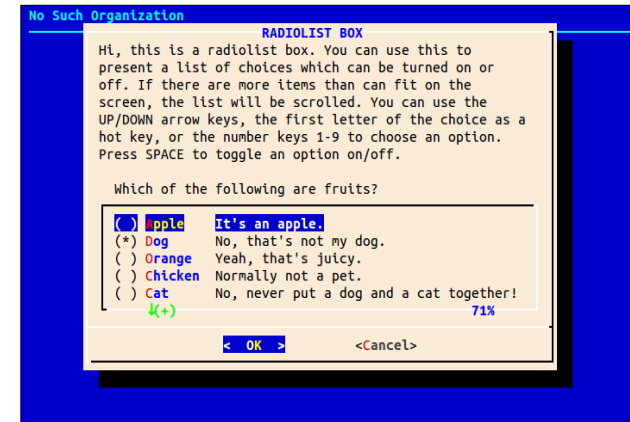 No Such Organization
RADIOLIST BOX
Hi, this is a radiolist box. You can use this to
present a list of choices which can be turned on or
off. If there are more items than can fit on the
screen, the list will be scrolled. You can use the
UP/DOWN arrow keys, the first letter of the choice as a
hot key, or the number keys 1-9 to choose an option.
Press SPACE to toggle an option on/off.
Which of the following are fruits?
( ) Apple It's an apple.
(*) Dog No, that's not my dog.
( ) Orange Yeah, that's juicy.
( ) Chicken Normally not a pet.
( ) Cat No, never put a dog and a cat together!
↓(+) 71%
< OK > <Cancel>